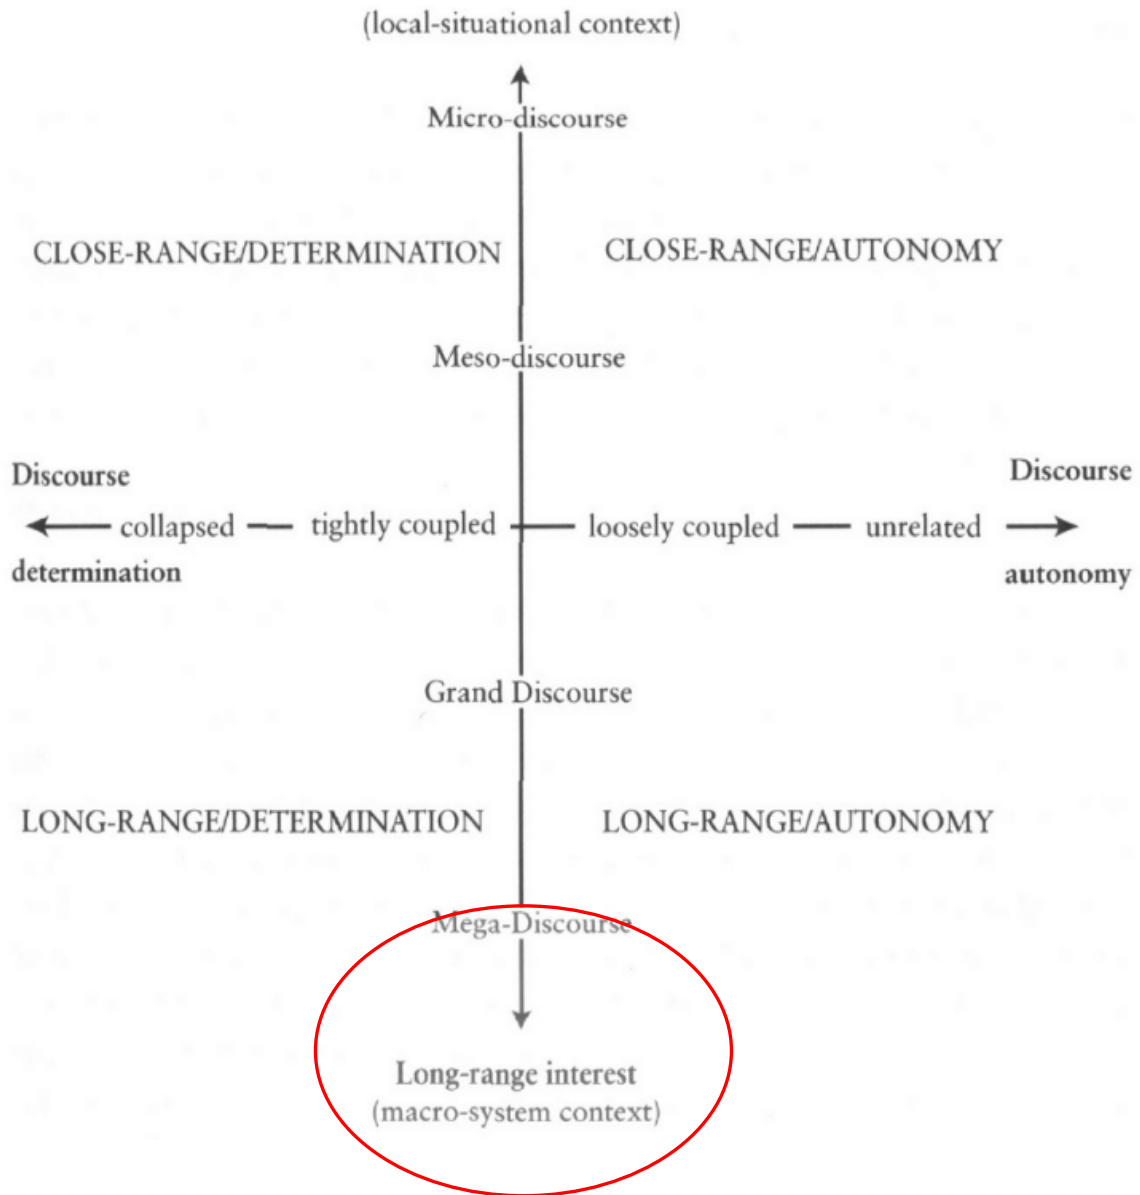 (local-situational context)
Micro-discourse
CLOSE-RANGE/DETERMINATION
CLOSE-RANGE/AUTONOMY
Meso-discourse
Discourse
Discourse
collapsed
tightly coupled
loosely coupled
unrelated
determination
autonomy
Grand Discourse
LONG-RANGE/DETERMINATION
LONG-RANGE/AUTONOMY
Mega-Discourse
Long-range interest
(macro-system context)